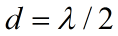 d = λ / 2